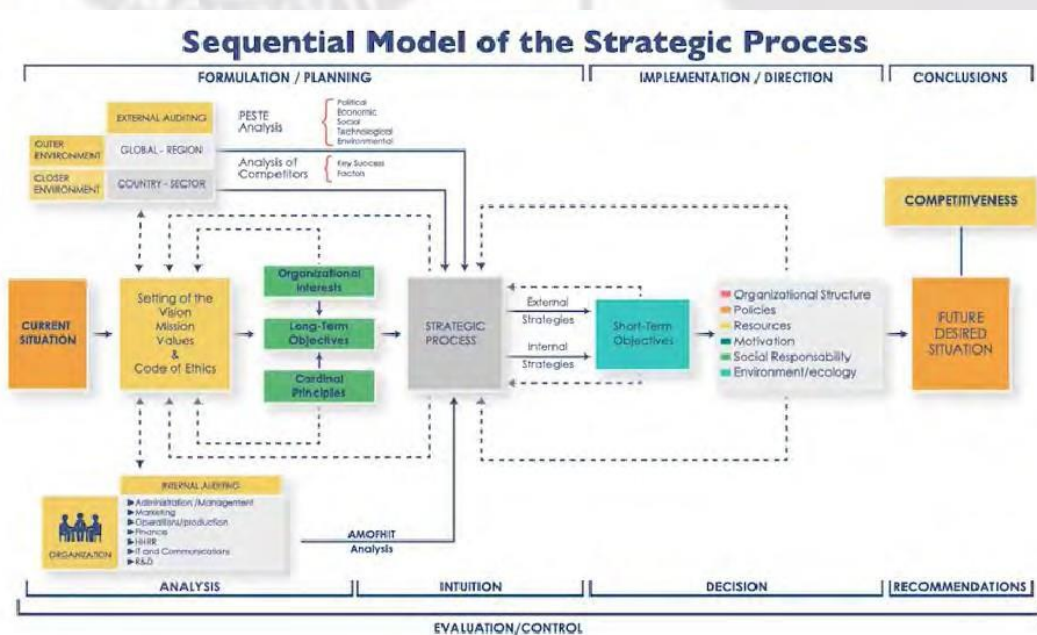 Sequential Model of the Strategic Process
FORMULATION / PLANNING
IMPLEMENTATION / DIRECTION
CONCLUSIONS
EXTERNAL AUDITING
OUTER
ENVIRONMENT
GLOBAL - REGION
CLOSER
ENVIRONMENT
COUNTRY - SECTOR
PESTE
Analysis
Political
Economic
Social
Technological
Environmental
Analysis of
Competitors
Key Success
Factors
COMPETITIVENESS
CURRENT
SITUATION
Setting of the
Vision
Mission
Values
&
Code of Ethics
Organizational
Interests
Long-Term
Objectives
Cardinal
Principles
STRATEGIC
PROCESS
External
Strategies
Internal
Strategies
Short-Term
Objectives
Organizational Structure
Policies
Resources
Motivation
Social Responsability
Environment/ecology
FUTURE
DESIRED
SITUATION
INTERNAL AUDITING
ORGANIZATION
Administration/Management
Marketing
Operations/production
Finance
HHRR
IT and Communications
R&D
AMOFHIT
Analysis
ANALYSIS
INTUITION
DECISION
RECOMMENDATIONS
EVALUATION/CONTROL